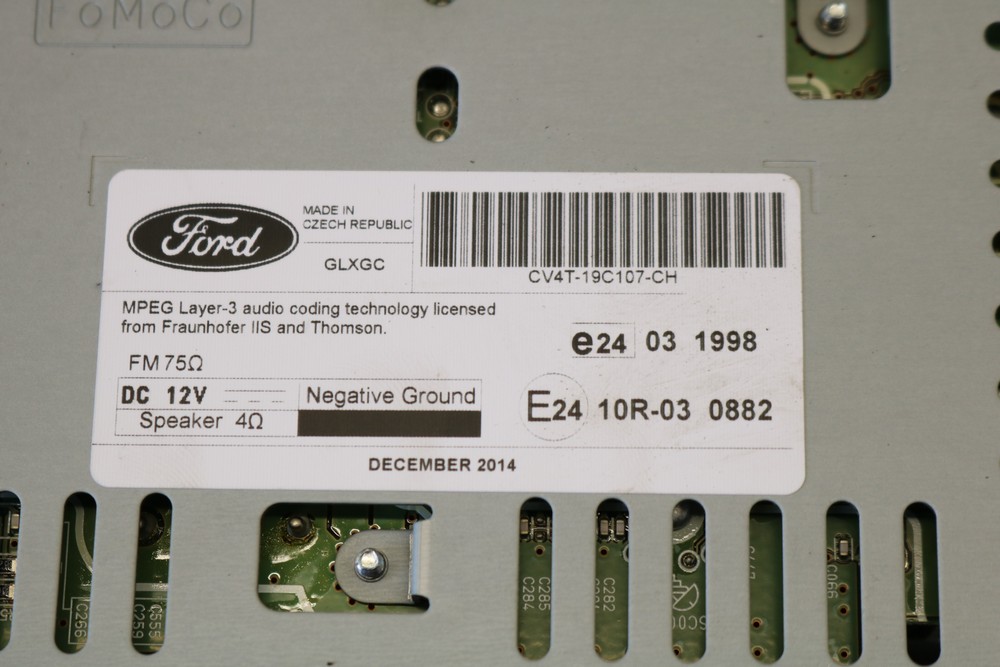 FoMoCo
Ford
MADE IN
CZECH REPUBLIC
GLXGC
CV4T-19C107-CH
MPEG Layer-3 audio coding technology licensed
from Fraunhofer IIS and Thomson.
FM 75Ω
DC 12V
Negative Ground
Speaker 4Ω
e24 03 1998
E24 10R-03 0882
DECEMBER 2014
C266
C259
C284
C285
C282
C066